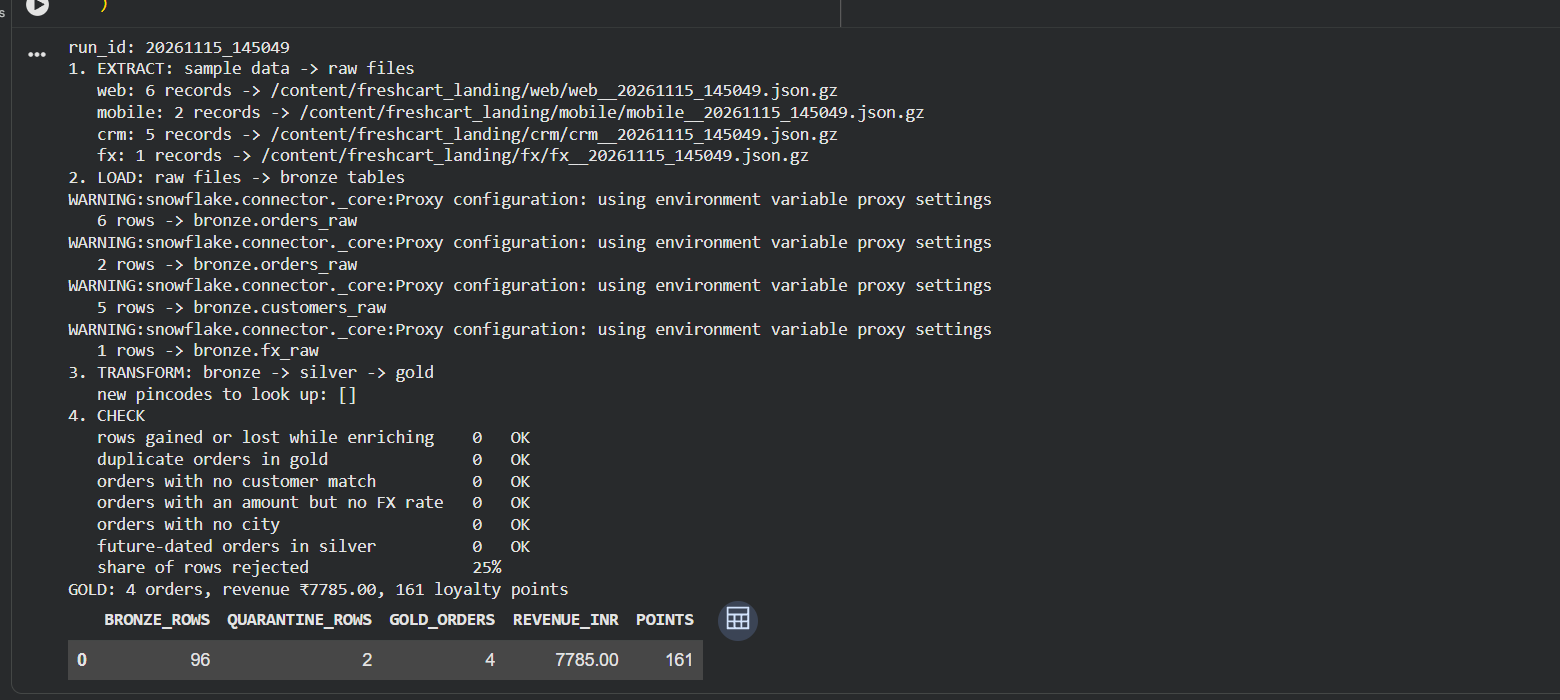 s
)
run_id: 20261115_145049
1. EXTRACT: sample data -> raw files
web: 6 records -> /content/freshcart_landing/web/web__20261115_145049.json.gz
mobile: 2 records -> /content/freshcart_landing/mobile/mobile__20261115_145049.json.gz
crm: 5 records -> /content/freshcart_landing/crm/crm__20261115_145049.json.gz
fx: 1 records -> /content/freshcart_landing/fx/fx__20261115_145049.json.gz
2. LOAD: raw files -> bronze tables
WARNING:snowflake.connector._core:Proxy configuration: using environment variable proxy settings
6 rows -> bronze.orders_raw
WARNING:snowflake.connector._core:Proxy configuration: using environment variable proxy settings
2 rows -> bronze.orders_raw
WARNING:snowflake.connector._core:Proxy configuration: using environment variable proxy settings
5 rows -> bronze.customers_raw
WARNING:snowflake.connector._core:Proxy configuration: using environment variable proxy settings
1 rows -> bronze.fx_raw
3. TRANSFORM: bronze -> silver -> gold
new pincodes to look up: []
4. CHECK
rows gained or lost while enriching 0 OK
duplicate orders in gold 0 OK
orders with no customer match 0 OK
orders with an amount but no FX rate 0 OK
orders with no city 0 OK
future-dated orders in silver 0 OK
share of rows rejected 25%
GOLD: 4 orders, revenue ₹7785.00, 161 loyalty points
BRONZE_ROWS QUARANTINE_ROWS GOLD_ORDERS REVENUE_INR POINTS
0 96 2 4 7785.00 161